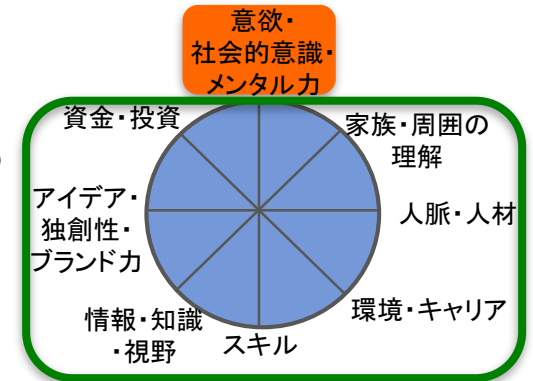 意欲・
社会的意識・
メンタル力
資金・投資
家族・周囲の
理解
アイデア・
独創性・
ブランド力
人脈・人材
環境・キャリア
情報・知識
・視野
スキル